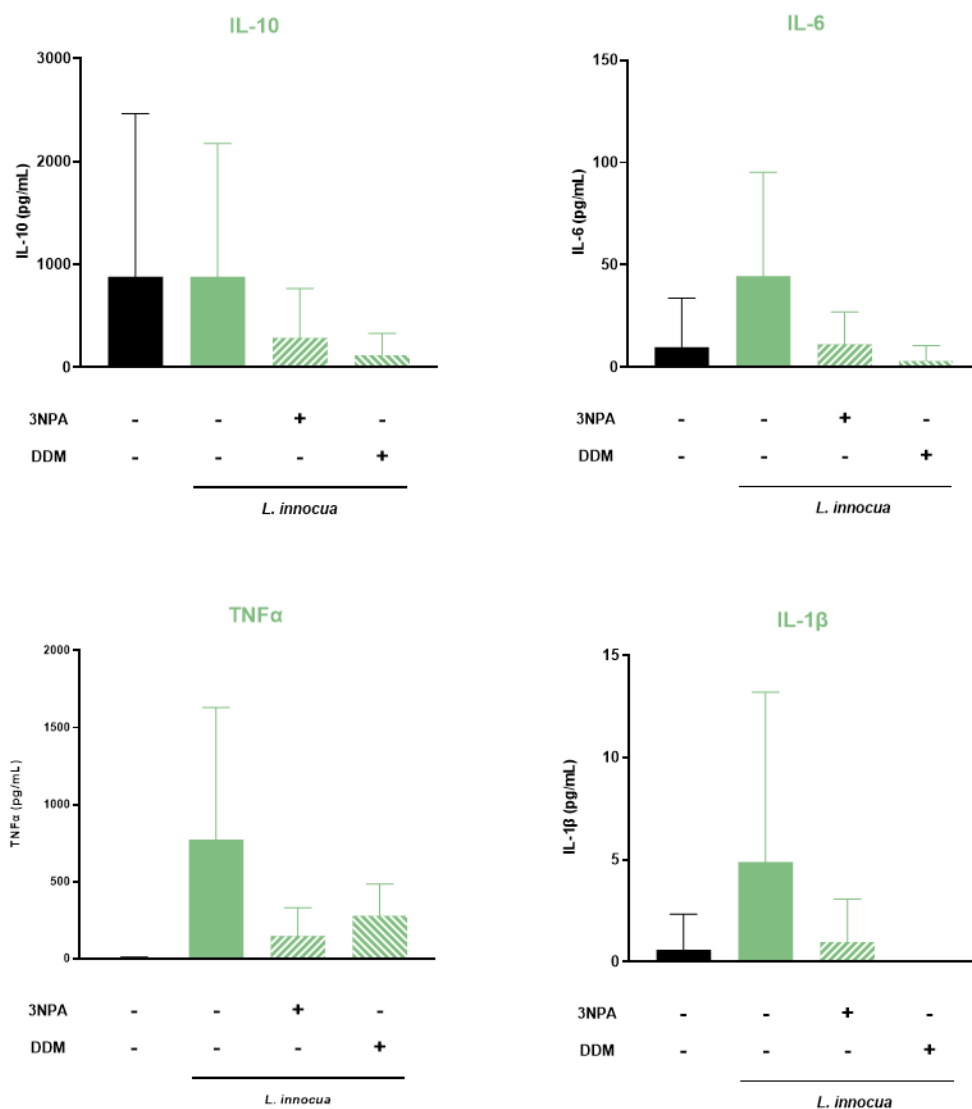 IL-10
3000
2000
1000
0
IL-10 (pg/mL)
3NPA - - + -
DDM - - - +
L. innocua
IL-6
150
100
50
0
IL-6 (pg/mL)
3NPA - - + -
DDM - - - +
L. innocua
TNFα
2000
1500
1000
500
0
TNFα (pg/mL)
3NPA - - + -
DDM - - - +
L. innocua
IL-1β
15
10
5
0
IL-1β (pg/mL)
3NPA - - + -
DDM - - - +
L. innocua